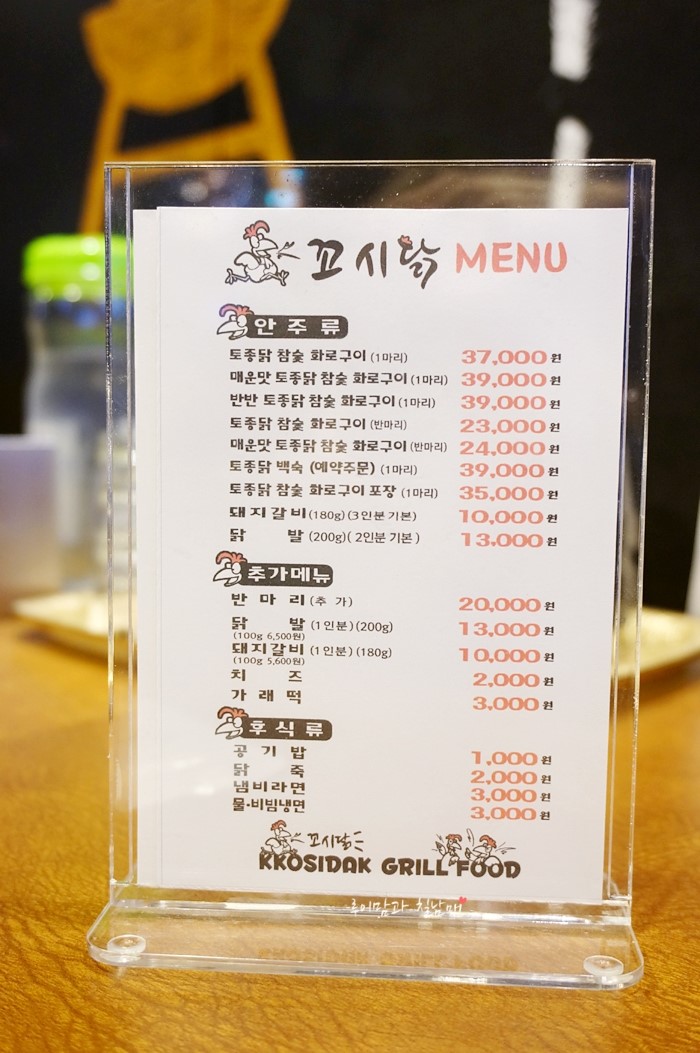 꼬시닭 MENU
안주류
토종닭 참숯 화로구이 (1마리) 37,000원
매운맛 토종닭 참숯 화로구이 (1마리) 39,000원
반반 토종닭 참숯 화로구이 (1마리) 39,000원
토종닭 참숯 화로구이 (반마리) 23,000원
매운맛 토종닭 참숯 화로구이 (반마리) 24,000원
토종닭 백숙 (예약주문) (1마리) 39,000원
토종닭 참숯 화로구이 포장 (1마리) 35,000원
돼지갈비 (180g)(3인분 기본) 10,000원
닭발 (200g)( 2인분 기본 ) 13,000원
추가메뉴
반마리 (추 가) 20,000원
닭발 (1인분) (200g) 13,000원
(100g 6,500원)
돼지갈비 (1인분) (180g) 10,000원
(100g 5,600원)
치즈 2,000원
가래떡 3,000원
후식류
공기밥 1,000원
닭죽 2,000원
냄비라면 3,000원
물·비빔냉면 3,000원
꼬시닭
KKOSIDAK GRILL FOOD
루이맘과 칠남매